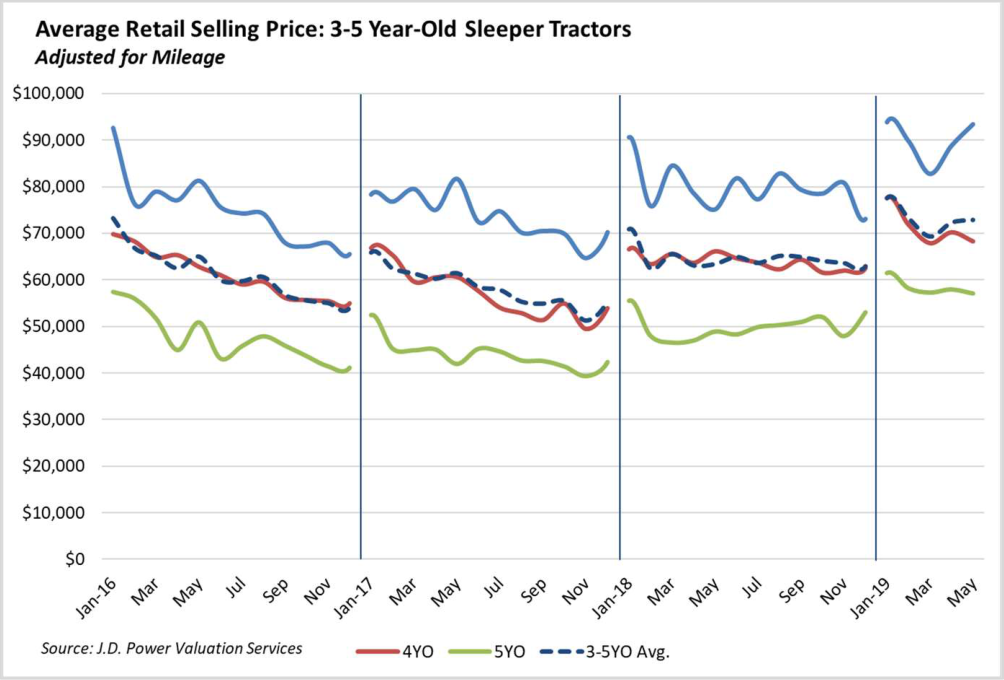 Average Retail Selling Price: 3-5 Year-Old Sleeper Tractors
Adjusted for Mileage
$100,000
$90,000
$80,000
$70,000
$60,000
$50,000
$40,000
$30,000
$20,000
$10,000
$0
Jan-16 Mar May Jul Sep Nov Jan-17 Mar May Jul Sep Nov Jan-18 Mar May Jul Sep Nov Jan-19 Mar May
Source: J.D. Power Valuation Services 4YO 5YO 3-5YO Avg.